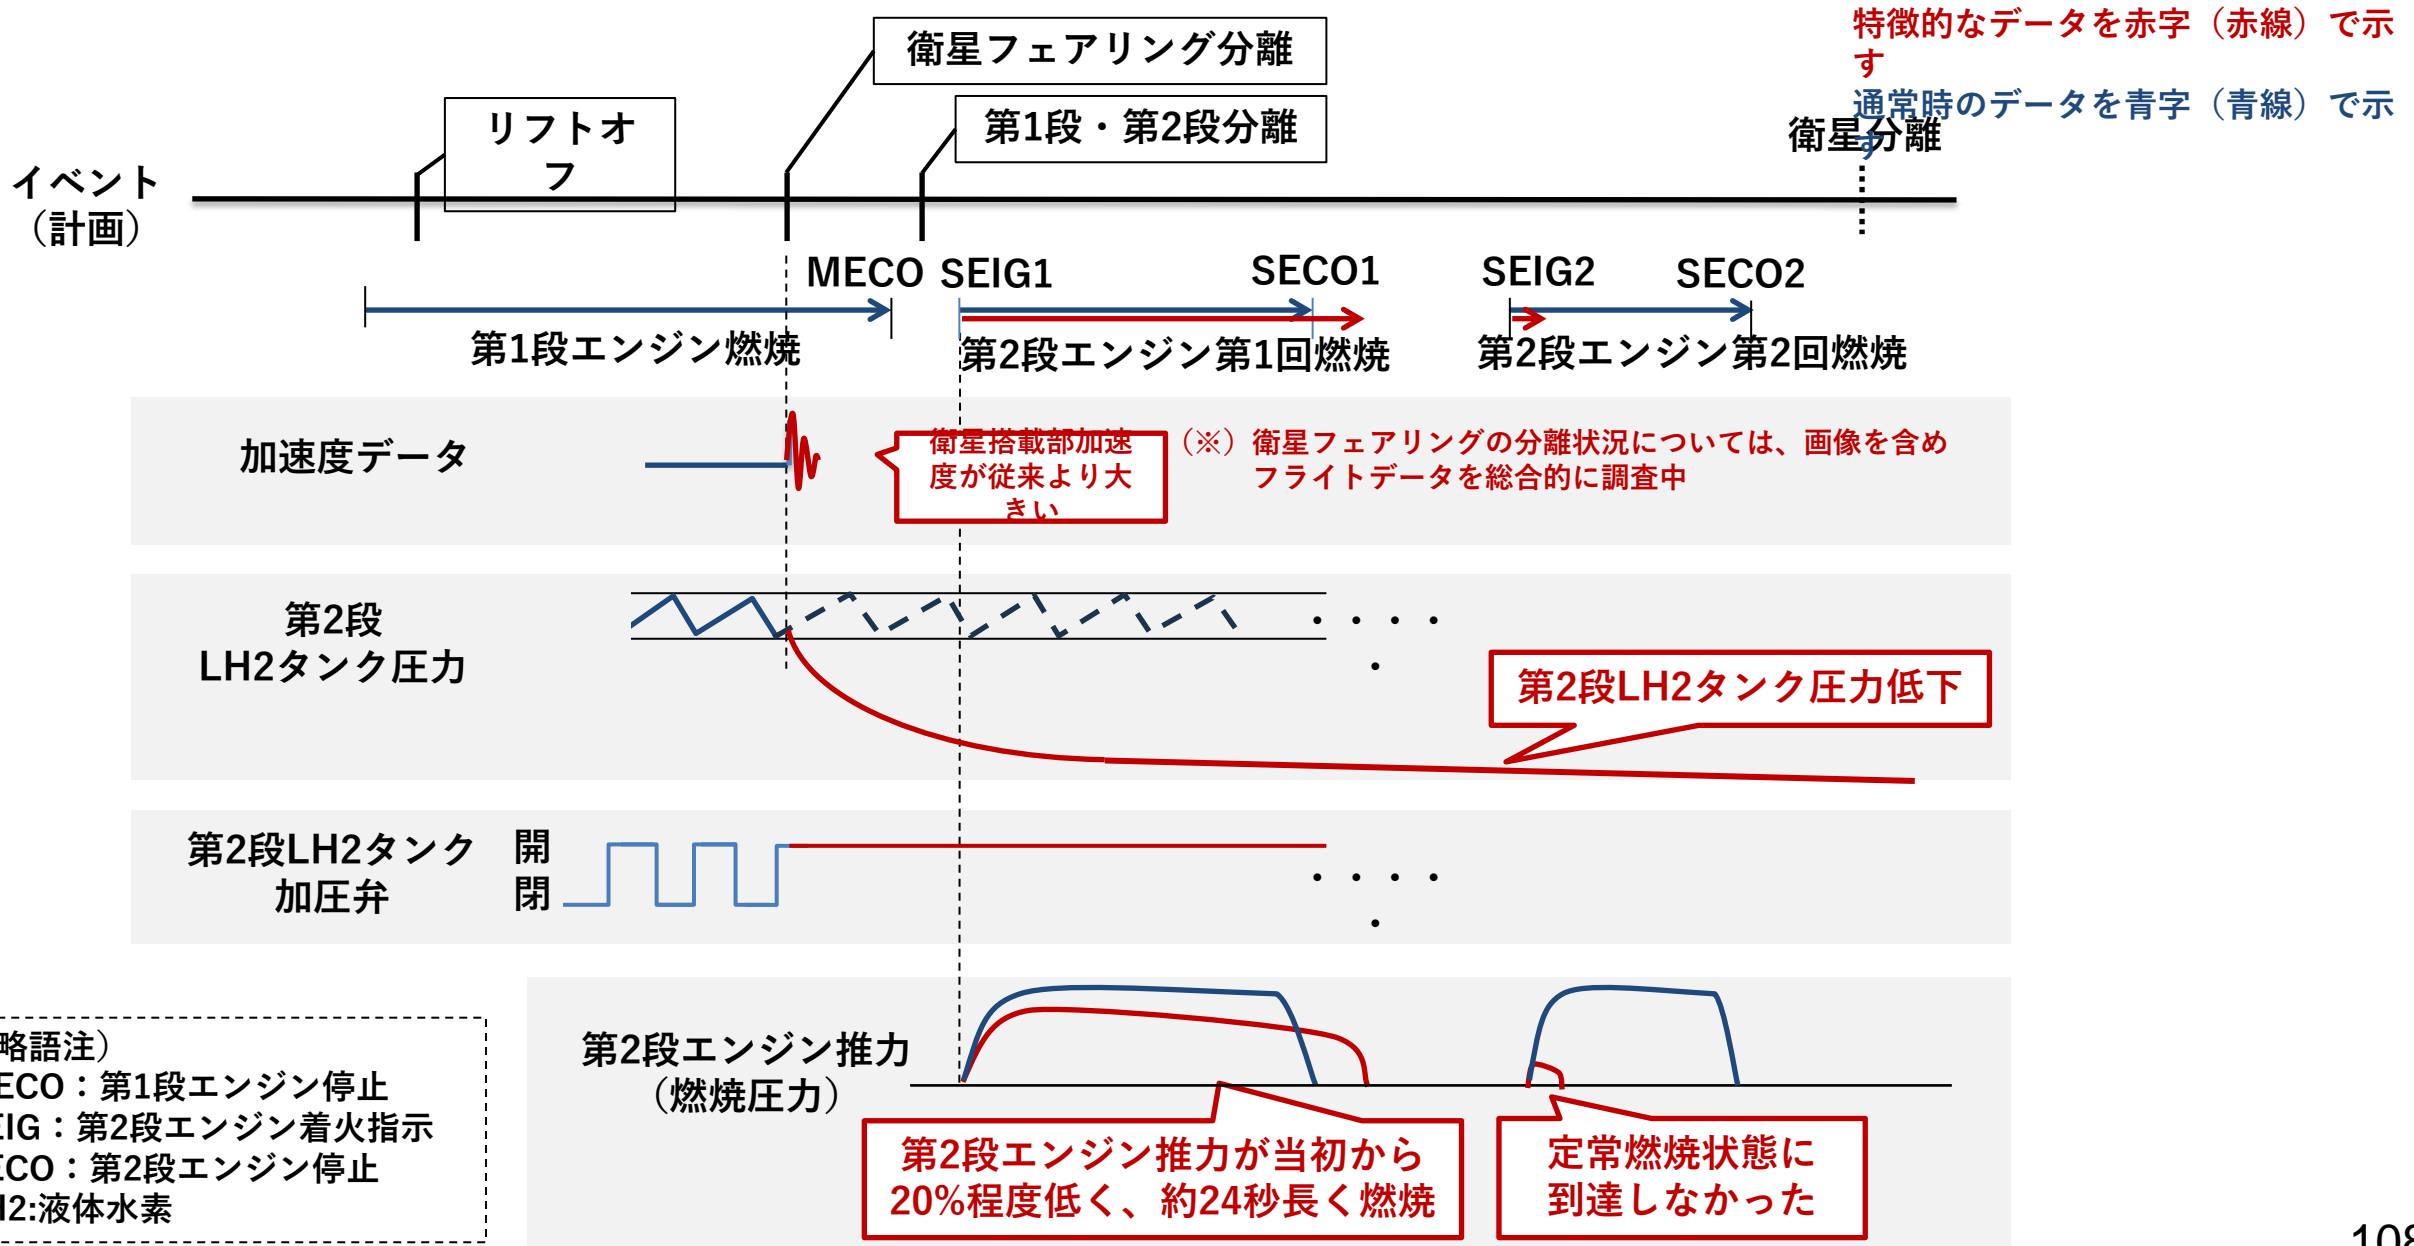 特徴的なデータを赤字（赤線）で示
す
通常時のデータを青字（青線）で示
す
衛星フェアリング分離
第1段・第2段分離
リフトオ
フ
衛星分離
イベント
（計画）
MECO
SEIG1
SECO1
SEIG2
SECO2
第1段エンジン燃焼
第2段エンジン第1回燃焼
第2段エンジン第2回燃焼
加速度データ
衛星搭載部加速
度が従来より大
きい
（※）衛星フェアリングの分離状況については、画像を含め
フライトデータを総合的に調査中
第2段
LH2タンク圧力
・・・・
・
第2段LH2タンク圧力低下
第2段LH2タンク
加圧弁
開
閉
・・・・
・
第2段エンジン推力
（燃焼圧力）
第2段エンジン推力が当初から
20%程度低く、約24秒長く燃焼
定常燃焼状態に
到達しなかった
略語注）
ECO：第1段エンジン停止
EIG：第2段エンジン着火指示
ECO：第2段エンジン停止
H2:液体水素
108